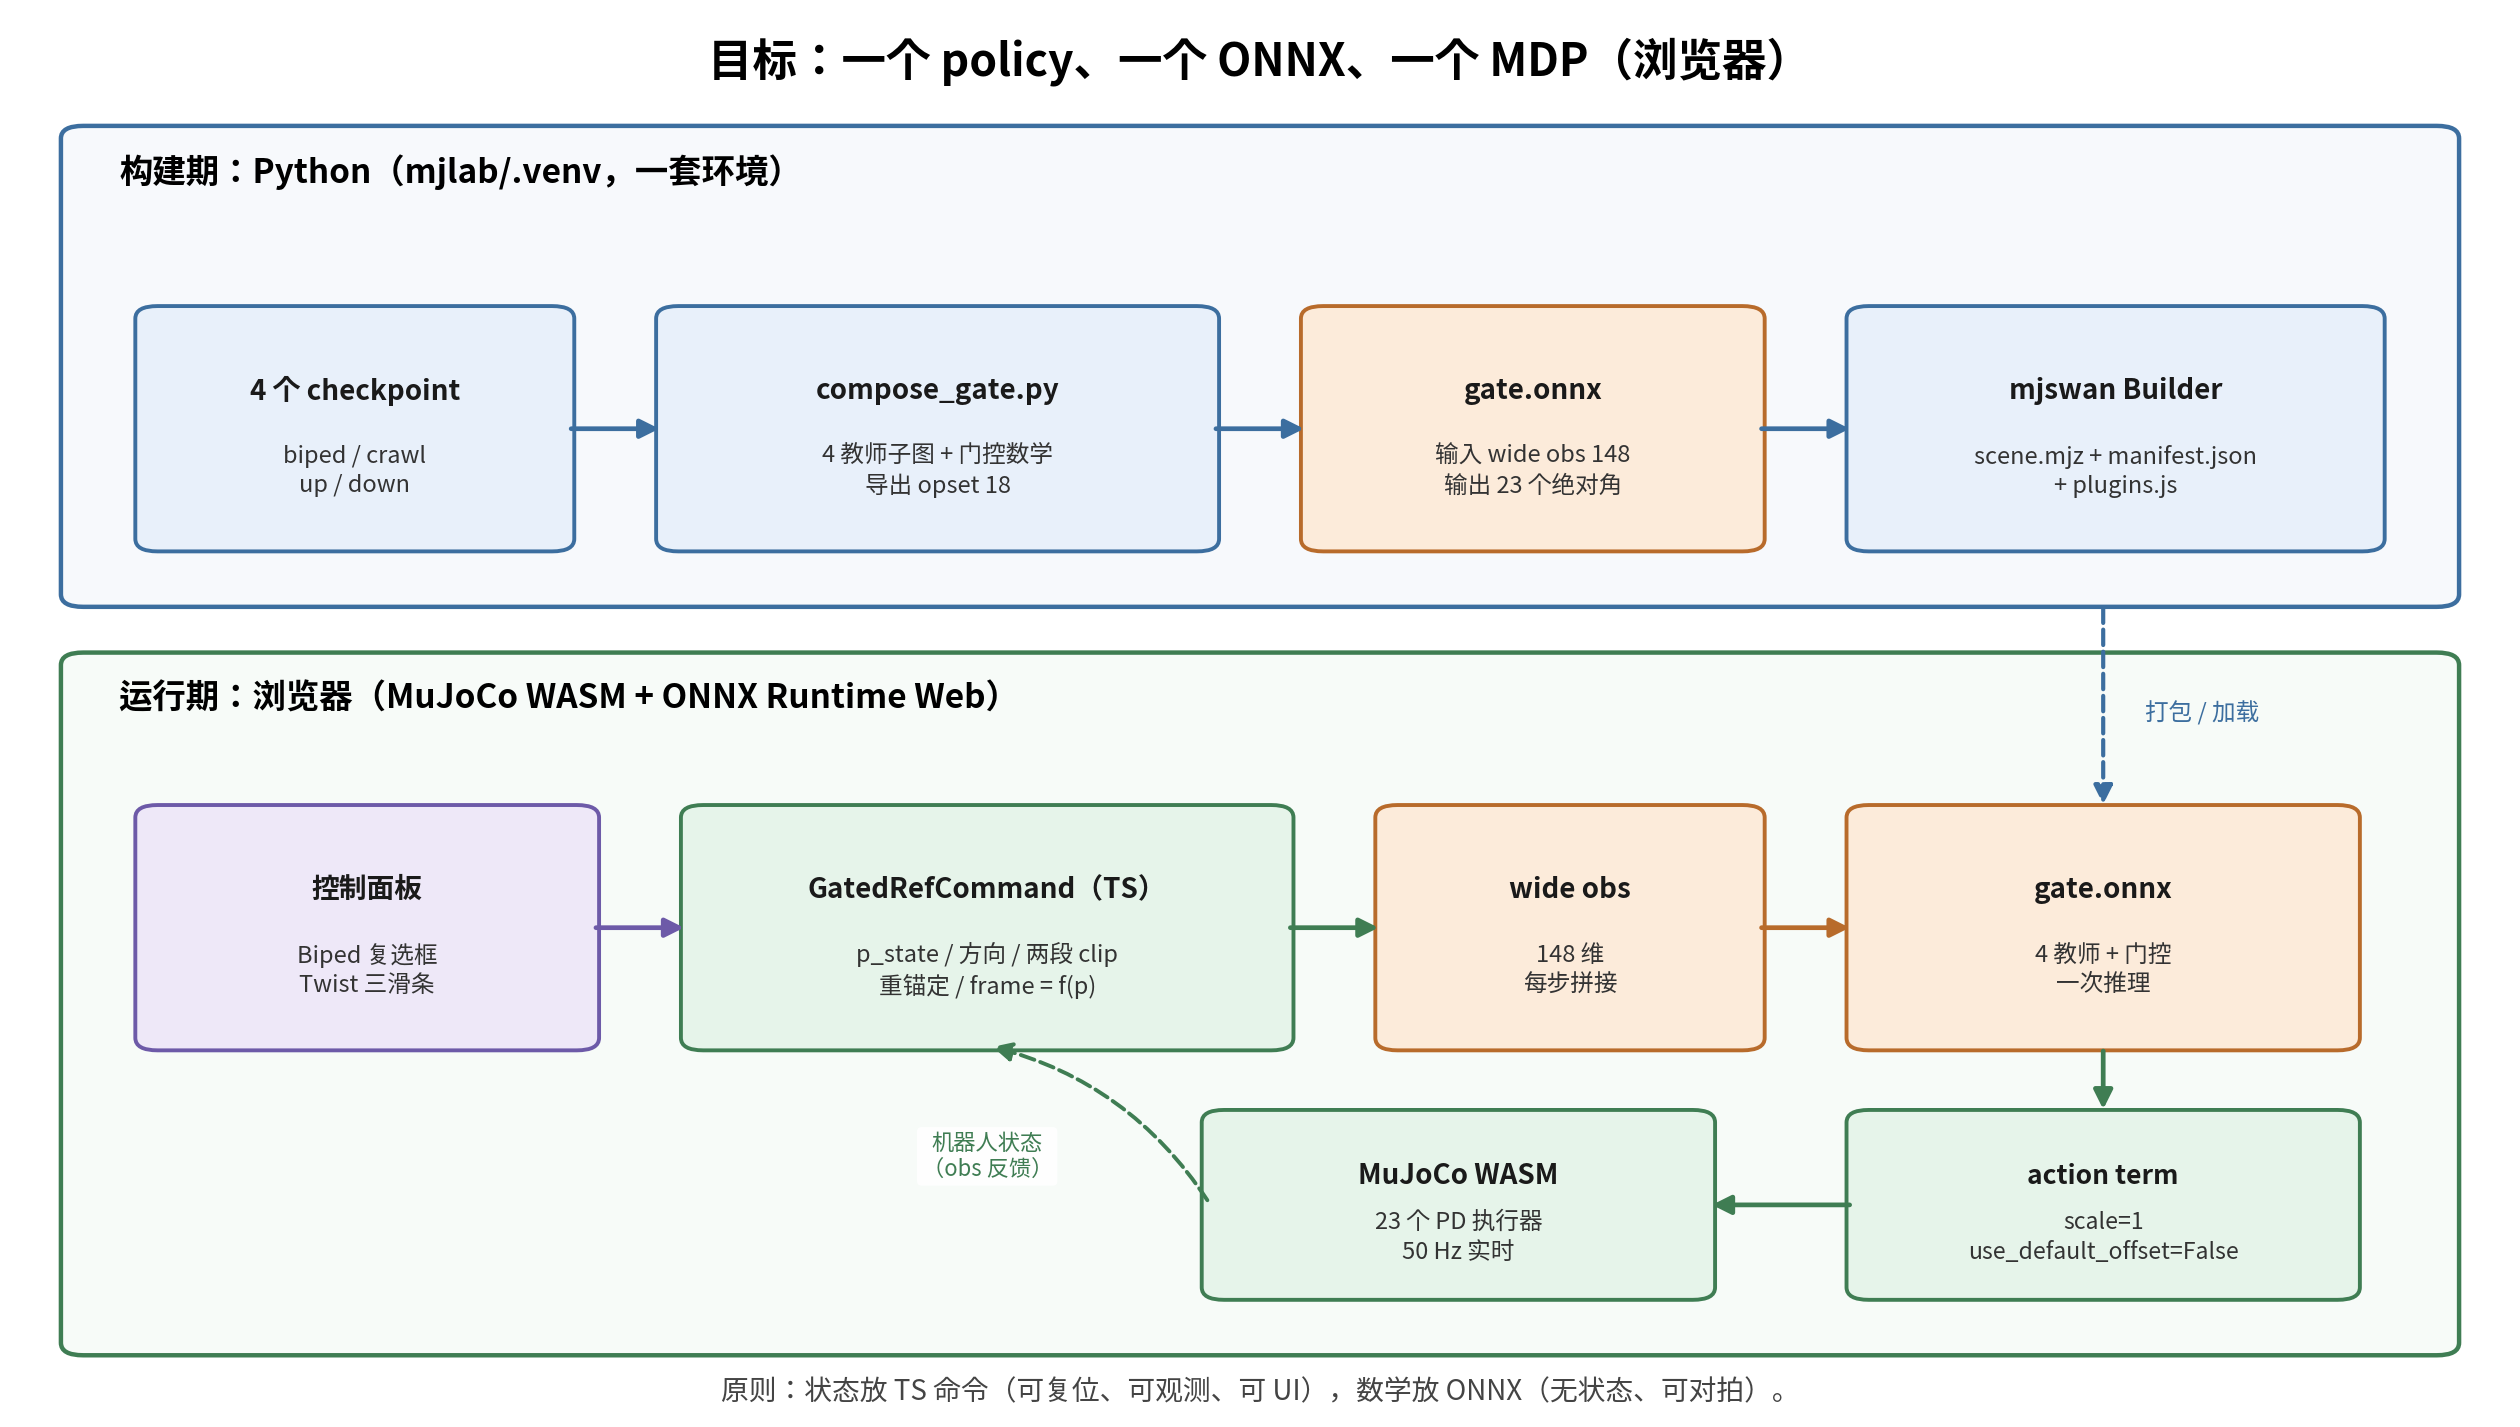 目标：一个 policy、一个 ONNX、一个 MDP（浏览器）
构建期：Python（mjlab/.venv，一套环境）
4 个 checkpoint
biped / crawl
up / down
compose_gate.py
4 教师子图 + 门控数学
导出 opset 18
gate.onnx
输入 wide obs 148
输出 23 个绝对角
mjswan Builder
scene.mjz + manifest.json
+ plugins.js
打包 / 加载
运行期：浏览器（MuJoCo WASM + ONNX Runtime Web）
控制面板
Biped 复选框
Twist 三滑条
GatedRefCommand（TS）
p_state / 方向 / 两段 clip
重锚定 / frame = f(p)
wide obs
148 维
每步拼接
gate.onnx
4 教师 + 门控
一次推理
机器人状态
（obs 反馈）
MuJoCo WASM
23 个 PD 执行器
50 Hz 实时
action term
scale=1
use_default_offset=False
原则：状态放 TS 命令（可复位、可观测、可 UI），数学放 ONNX（无状态、可对拍）。